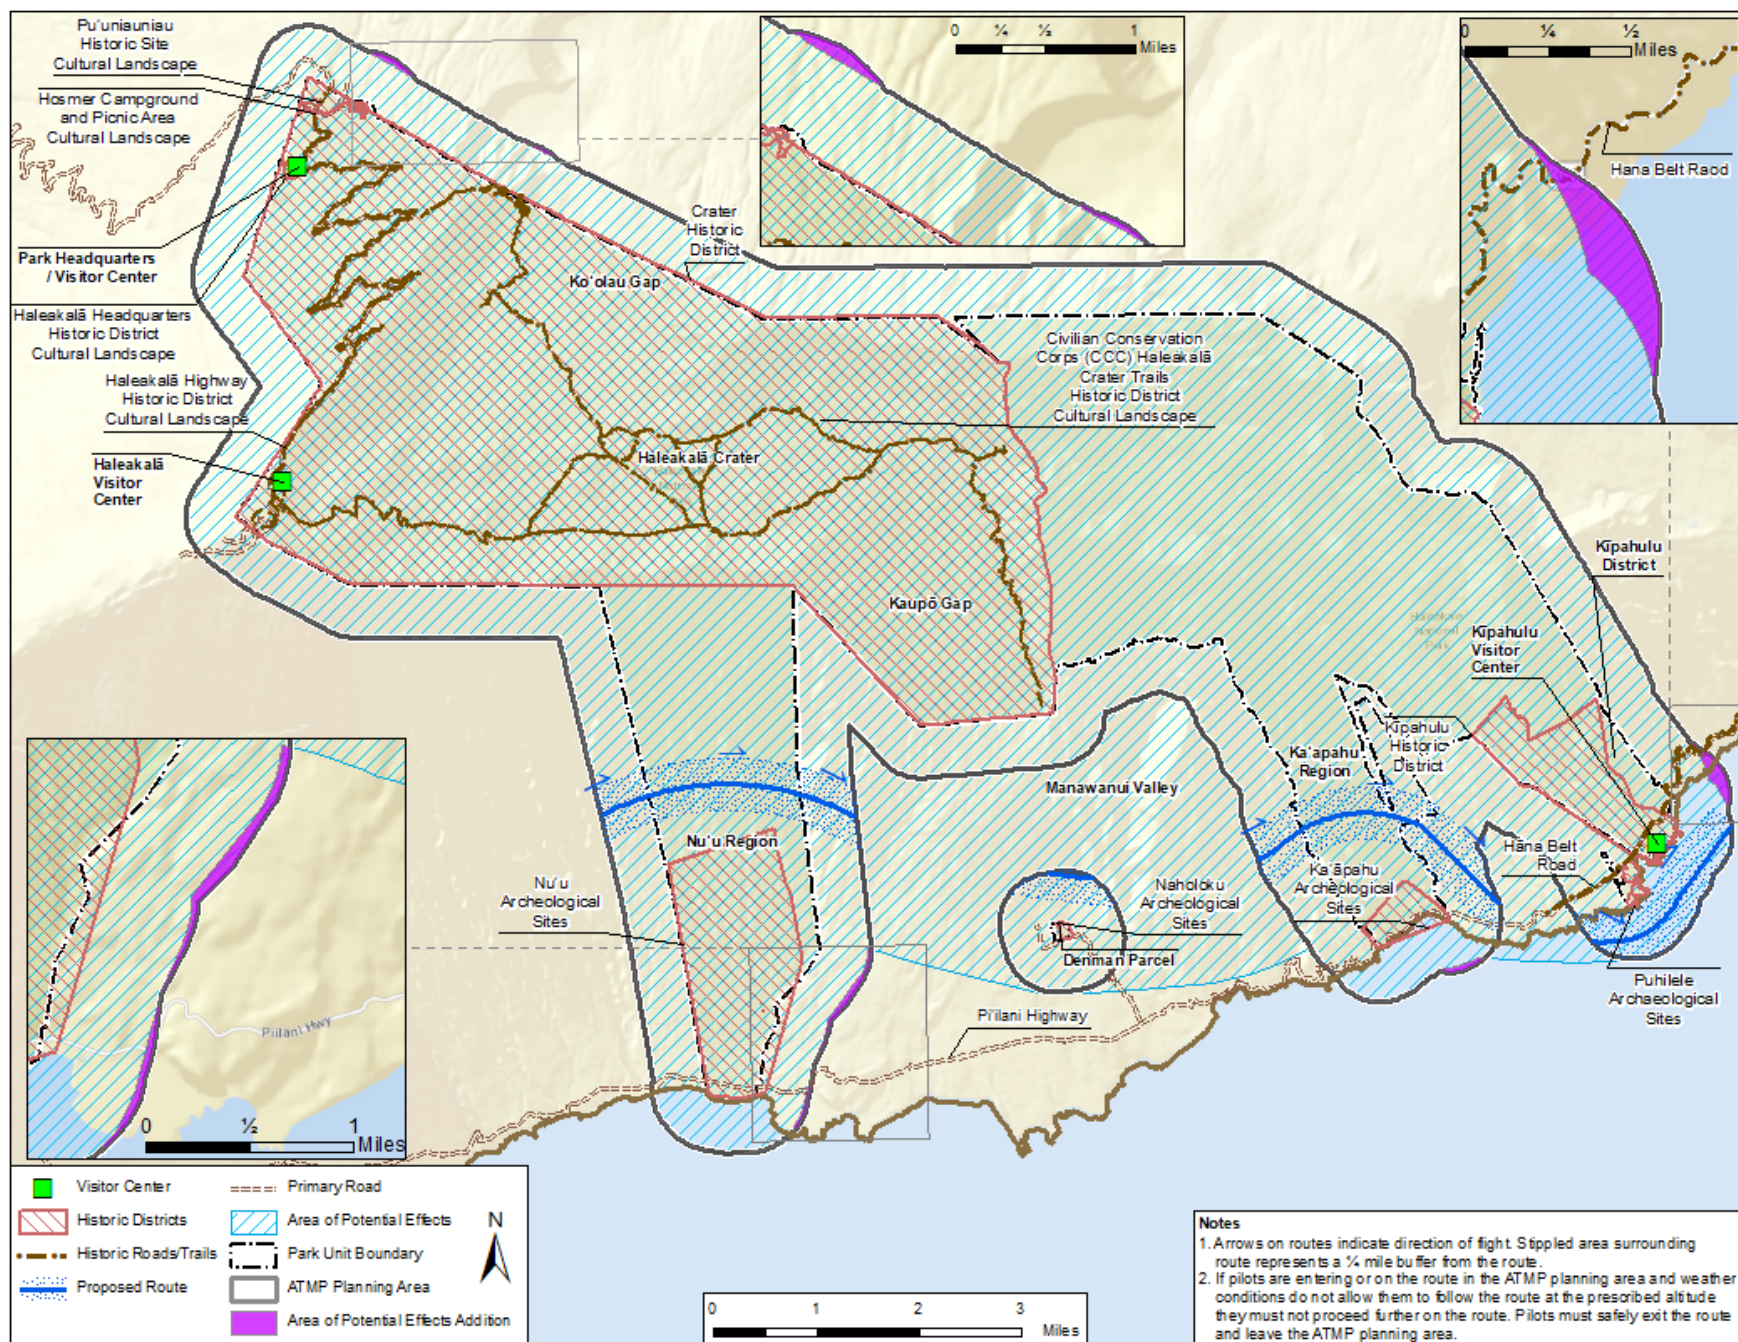 Pu'uniauniau
Historic Site
Cultural Landscape
Hosmer Campground
and Picnic Area
Cultural Landscape
Park Headquarters
/ Visitor Center
Haleakalā Headquarters
Historic District
Cultural Landscape
Haleakalā Highway
Historic District
Cultural Landscape
Haleakalā
Visitor
Center
Crater
Historic
District
Ko'olau Gap
Civilian Conservation
Corps (CCC) Haleakalā
Crater Trails
Historic District
Cultural Landscape
Haleakalā Crater
Kaupō Gap
0 ¼ ½ 1
Miles
0 ¼ ½
Miles
Hana Belt Raod
Kīpahulu
District
Kīpahulu
Visitor
Center
Kīpahulu
Historic
District
Ka'āpahu
Region
Manawanui Valley
Nu'u Region
Nu'u
Archeological
Sites
Naholoku
Archeological
Sites
Denman Parcel
Ka'āpahu
Archeological
Sites
Hāna Belt
Road
Puhilele
Archaeological
Sites
Pi'ilani Highway
Piilani Hwy
0 ½ 1
Miles
Visitor Center
Historic Districts
Historic Roads/Trails
Proposed Route
Primary Road
Area of Potential Effects
Park Unit Boundary
ATMP Planning Area
Area of Potential Effects Addition
N
0 1 2 3
Miles
Notes
1. Arrows on routes indicate direction of flight. Stippled area surrounding
route represents a ¼ mile buffer from the route.
2. If pilots are entering or on the route in the ATMP planning area and weather
conditions do not allow them to follow the route at the prescribed altitude
they must not proceed further on the route. Pilots must safely exit the route
and leave the ATMP planning area.